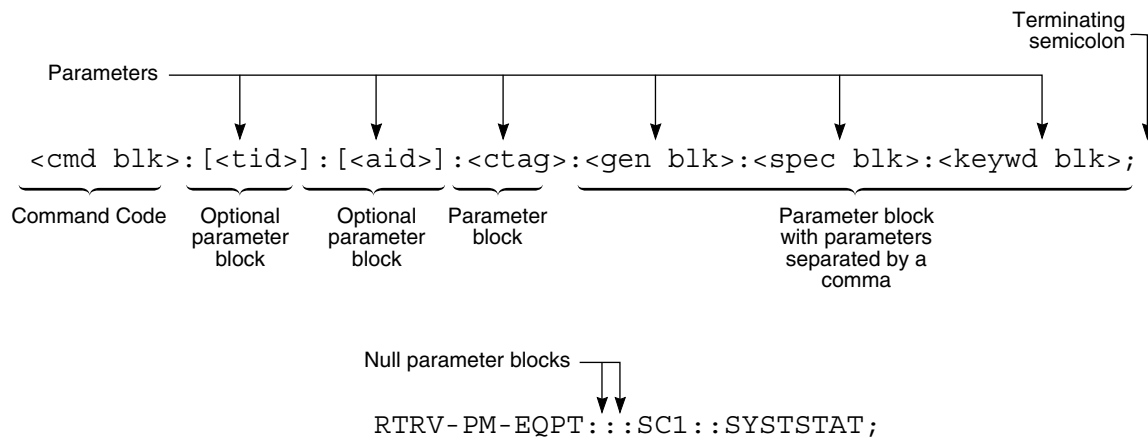 Terminating
semicolon
Parameters
<cmd blk>:[<tid>]:[<aid>]:<ctag>:<gen blk>:<spec blk>:<keywd blk>;
Command Code
Optional
parameter
block
Optional
parameter
block
Parameter
block
Parameter block
with parameters
separated by a
comma
Null parameter blocks
RTRV-PM-EQPT:::SC1::SYSTSTAT;